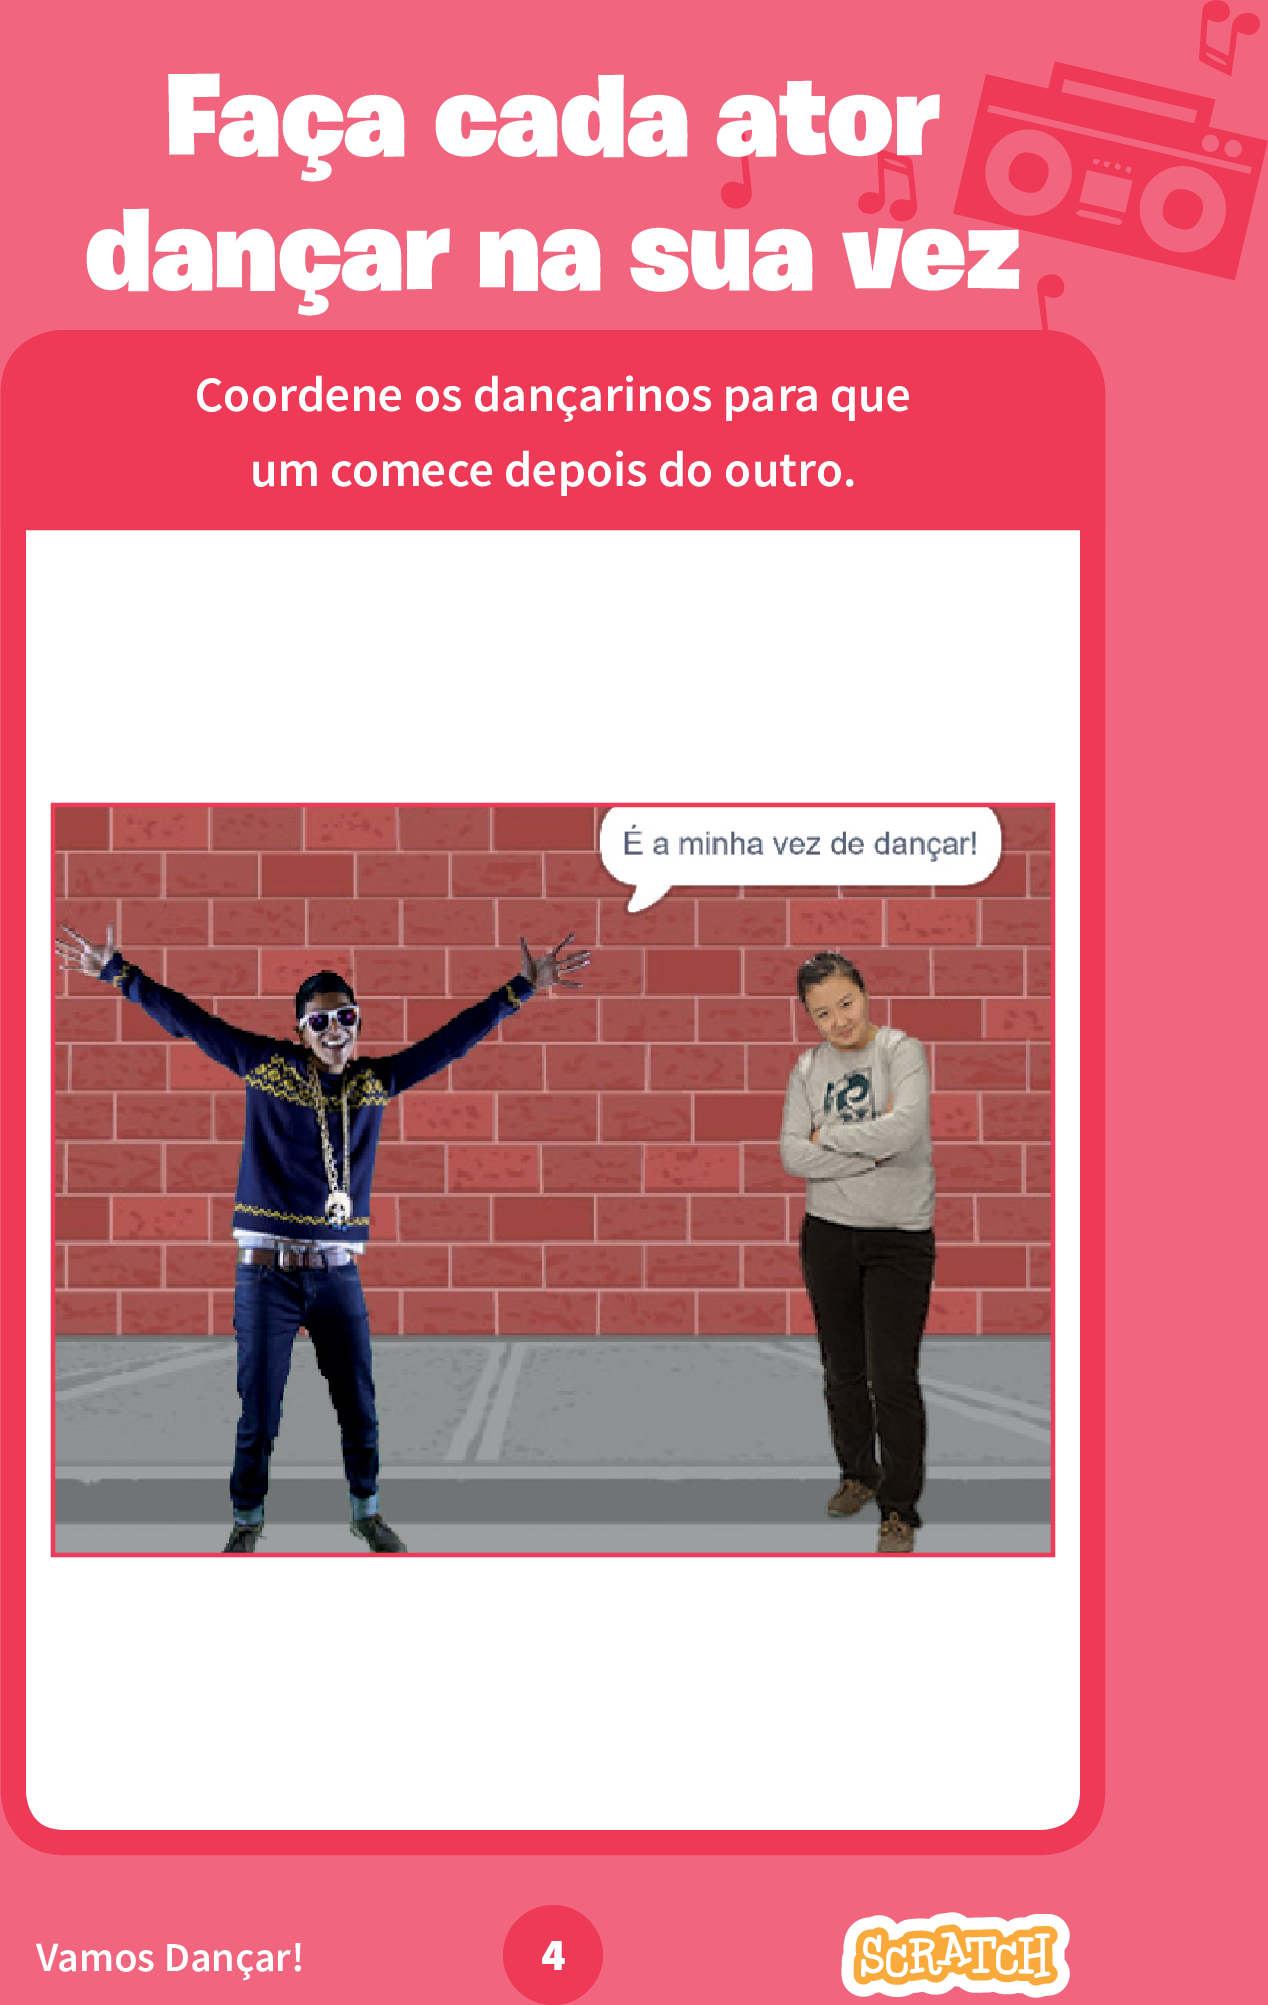 Faça cada ator
dançar na sua vez
Coordene os dançarinos para que
um comece depois do outro.
É a minha vez de dançar!
Vamos Dançar!
4
SCRATCH